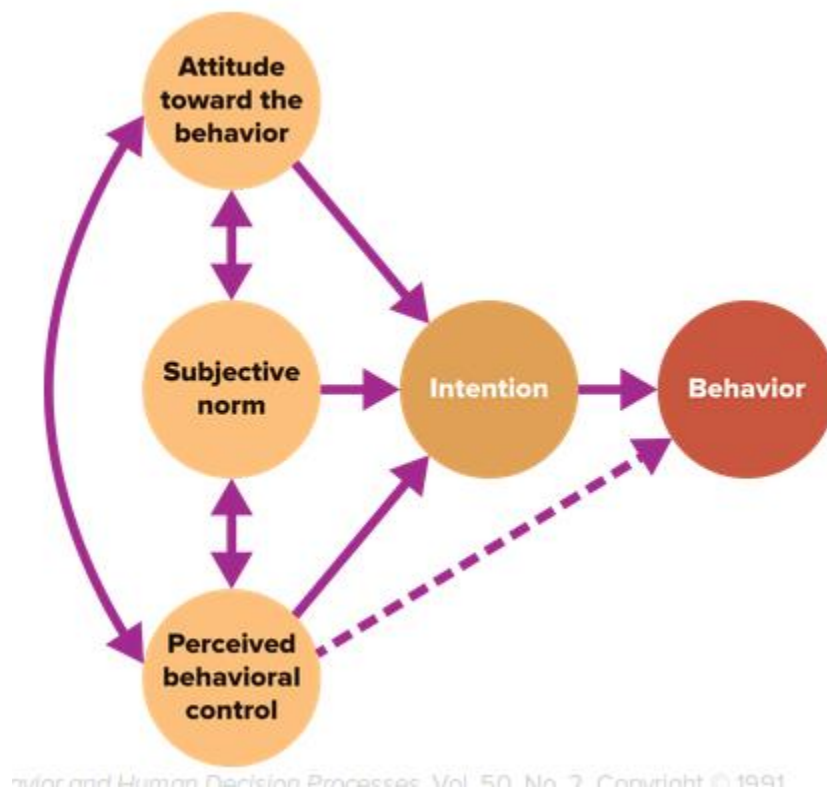 Attitude
toward the
behavior
Subjective
norm
Intention
Behavior
Perceived
behavioral
control
and Human Decision Processes, Vol. 50, No. 2, Copyright © 1991